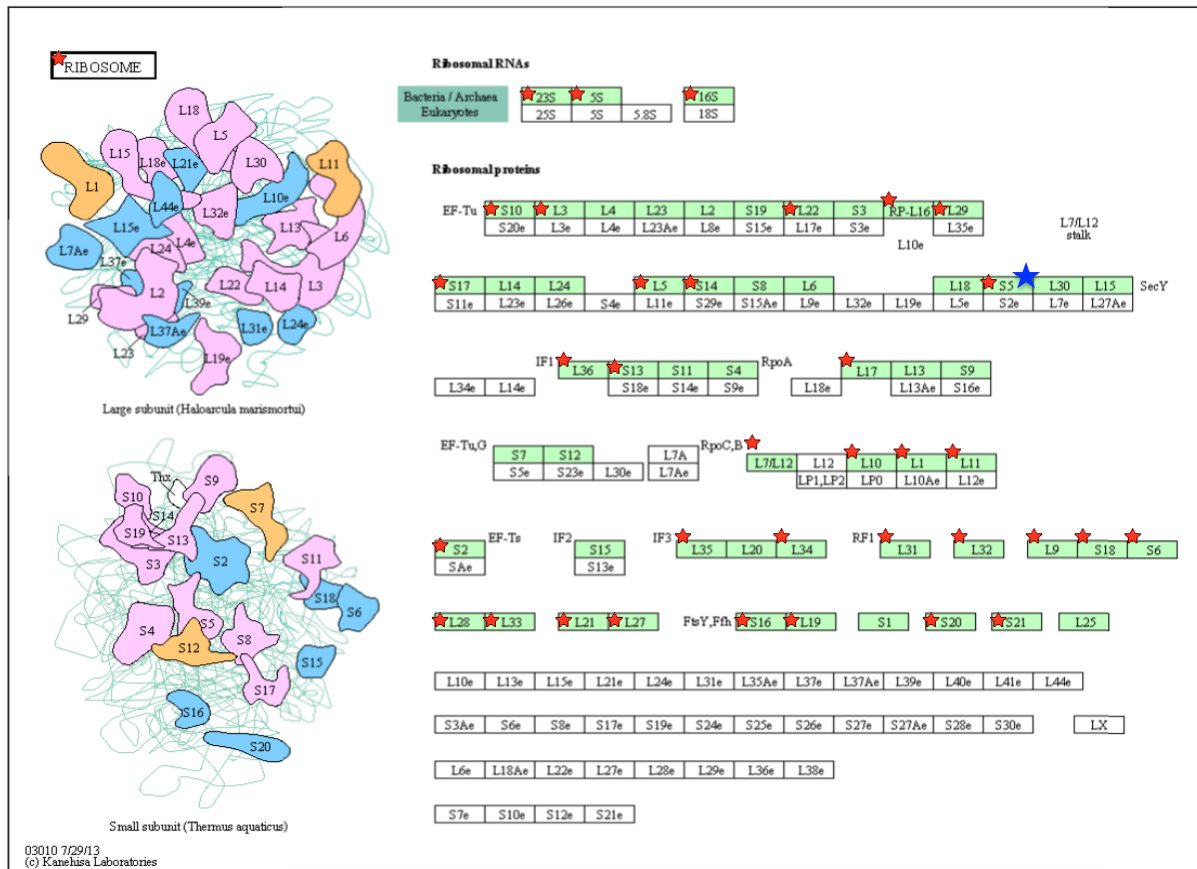 RIBOSOME
Ribosomal RNAs
Bacteria / Archaea 23S 5S 16S
Eukaryotes 25S 5S 5.8S 18S
Ribosomal proteins
EF-Tu S10 L3 L4 L23 L2 S19 L22 S3 RP-L16 L29
S20e L3e L4e L23Ae L8e S15e L17e S3e L10e L35e
L7/L12
stalk
S17 L14 L24 L5 S14 S8 L6 L18 S5 L30 L15 SecY
S11e L23e L26e S4e L11e S29e S15Ae L9e L32e L19e L5e S2e L7e L27Ae
IF1 L36 S13 S11 S4 RpoA L17 L13 S9
L34e L14e S18e S14e S9e L18e L13Ae S16e
EF-Tu,G S7 S12 L7A RpoC,B L7/L12 L12 L10 L1 L11
S5e S23e L30e L7Ae LP1,LP2 LP0 L10Ae L12e
S2 EF-Ts IF2 S15 IF3 L35 L20 L34 RF1 L31 L32 L9 S18 S6
SAe S13e
L28 L33 L21 L27 FtsY,Ffh S16 L19 S1 S20 S21 L25
L10e L13e L15e L21e L24e L31e L35Ae L37e L37Ae L39e L40e L41e L44e
S3Ae S6e S8e S17e S19e S24e S25e S26e S27e S27Ae S28e S30e LX
L6e L18Ae L22e L27e L28e L29e L36e L38e
S7e S10e S12e S21e
L18
L5
L15 L18e L21e L30 L11
L1
L44e L10e
L15e L32e L13 L6
L7Ae L24 L4e
L37e
L2 L22 L14 L3
L39e
L29 L37Ae L31e L24e
L23
L19e
Large subunit (Haloarcula marismortui)
Thx S9
S10
S14 S7
S19 S13
S3 S2 S11
S18 S6
S4 S5 S8
S12
S15
S17
S16
S20
Small subunit (Thermus aquaticus)
03010 7/29/13
(c) Kanehisa Laboratories